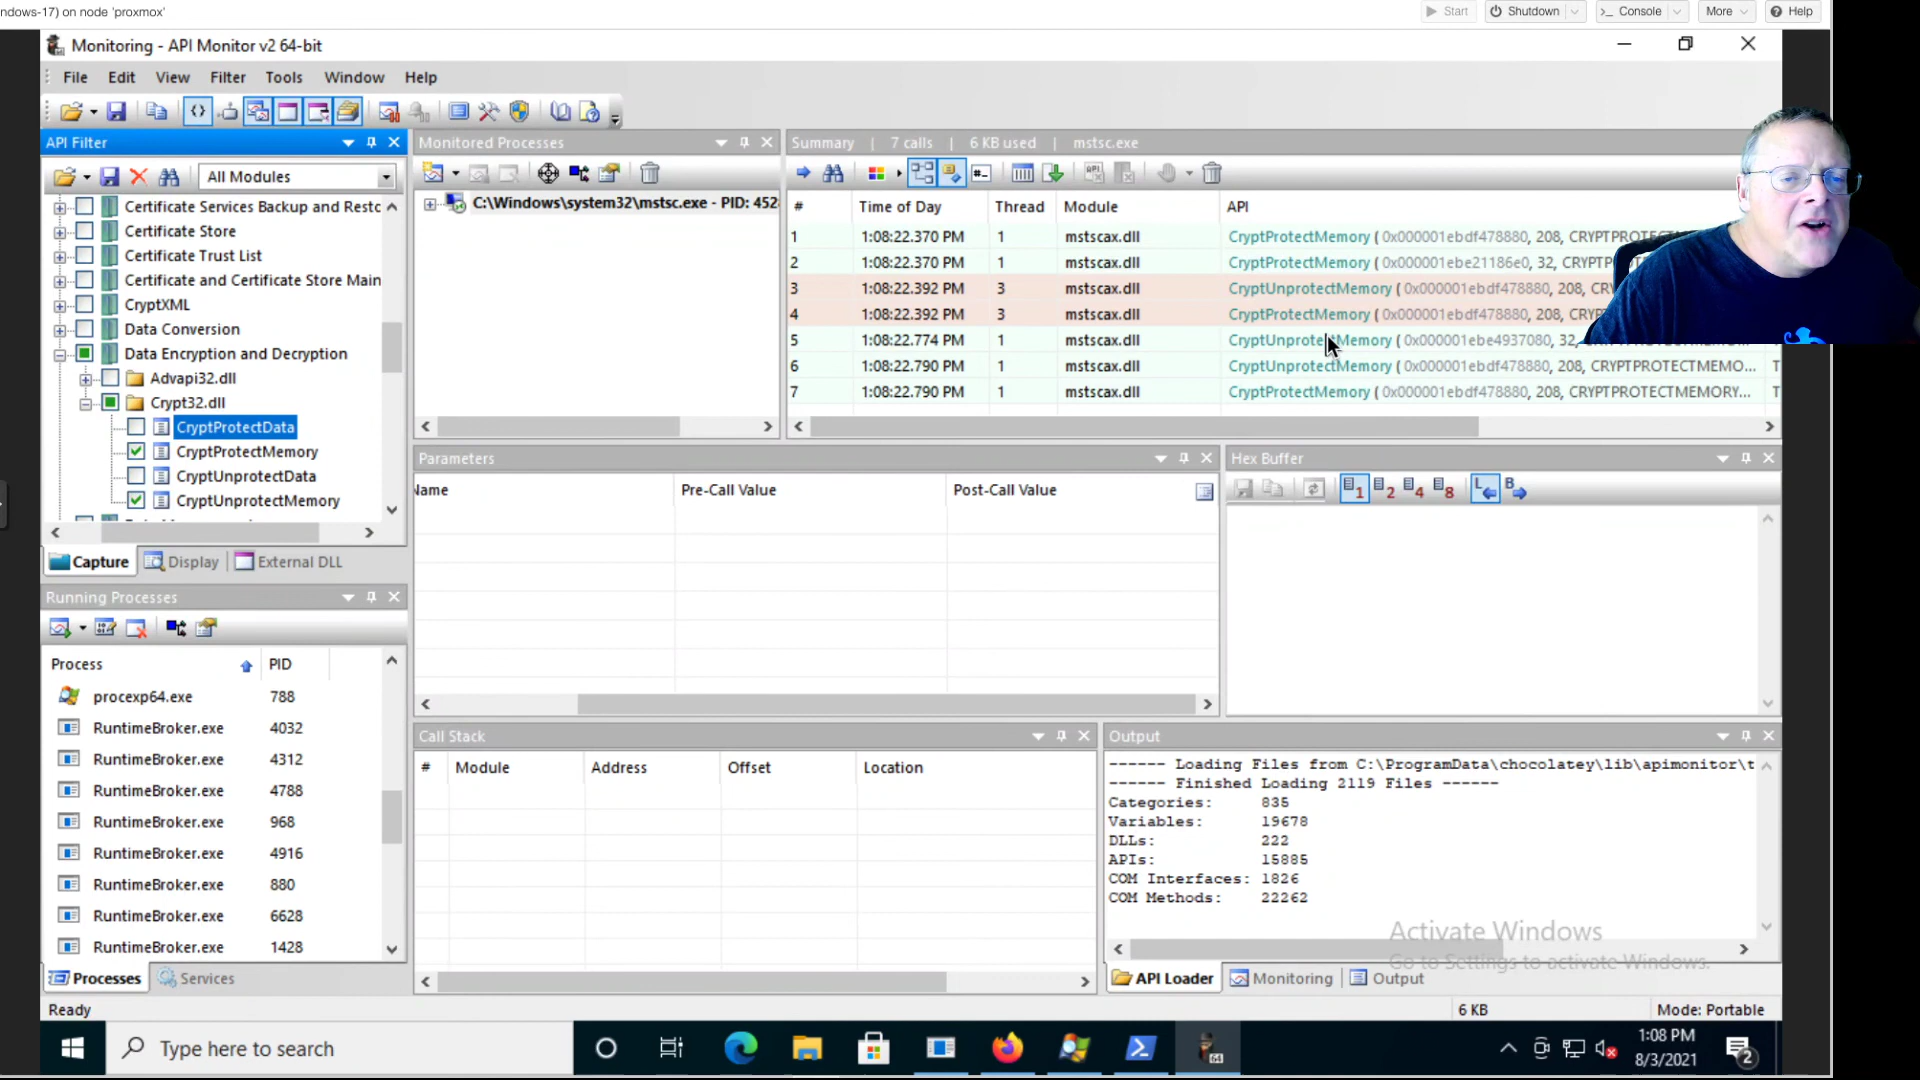 ndows-17) on node 'proxmox'
Start
Shutdown
>_ Console
More
Help
Monitoring - API Monitor v2 64-bit
File Edit View Filter Tools Window Help
API Filter
All Modules
Certificate Services Backup and Restc
Certificate Store
Certificate Trust List
Certificate and Certificate Store Main
CryptXML
Data Conversion
Data Encryption and Decryption
Advapi32.dll
Crypt32.dll
CryptProtectData
CryptProtectMemory
CryptUnprotectData
CryptUnprotectMemory
Capture Display External DLL
Monitored Processes
C:\Windows\system32\mstsc.exe - PID: 452
Summary | 7 calls | 6 KB used | mstsc.exe
# Time of Day Thread Module API
1 1:08:22.370 PM 1 mstscax.dll CryptProtectMemory ( 0x000001ebdf478880, 208, CRYPTPROTECTME
2 1:08:22.370 PM 1 mstscax.dll CryptProtectMemory ( 0x000001ebe21186e0, 32, CRYP
3 1:08:22.392 PM 3 mstscax.dll CryptUnprotectMemory ( 0x000001ebdf478880, 208, CR
4 1:08:22.392 PM 3 mstscax.dll CryptProtectMemory ( 0x000001ebdf478880, 208, CR
5 1:08:22.774 PM 1 mstscax.dll CryptUnprotectMemory ( 0x000001ebe4937080, 32,
6 1:08:22.790 PM 1 mstscax.dll CryptUnprotectMemory ( 0x000001ebdf478880, 208, CRYPTPROTECTMEMO... T
7 1:08:22.790 PM 1 mstscax.dll CryptProtectMemory ( 0x000001ebdf478880, 208, CRYPTPROTECTMEMORY... T
Parameters
Name Pre-Call Value Post-Call Value
Hex Buffer
1 2 4 8 L B
Running Processes
Process PID
procexp64.exe 788
RuntimeBroker.exe 4032
RuntimeBroker.exe 4312
RuntimeBroker.exe 4788
RuntimeBroker.exe 968
RuntimeBroker.exe 4916
RuntimeBroker.exe 880
RuntimeBroker.exe 6628
RuntimeBroker.exe 1428
Processes Services
Call Stack
# Module Address Offset Location
Output
------ Loading Files from C:\ProgramData\chocolatey\lib\apimonitor\t
------ Finished Loading 2119 Files ------
Categories: 835
Variables: 19678
DLLs: 222
APIs: 15885
COM Interfaces: 1826
COM Methods: 22262
Activate Windows
Go to Settings to activate Windows.
API Loader Monitoring Output
Ready
6 KB
Mode: Portable
Type here to search
64
1:08 PM
8/3/2021
2